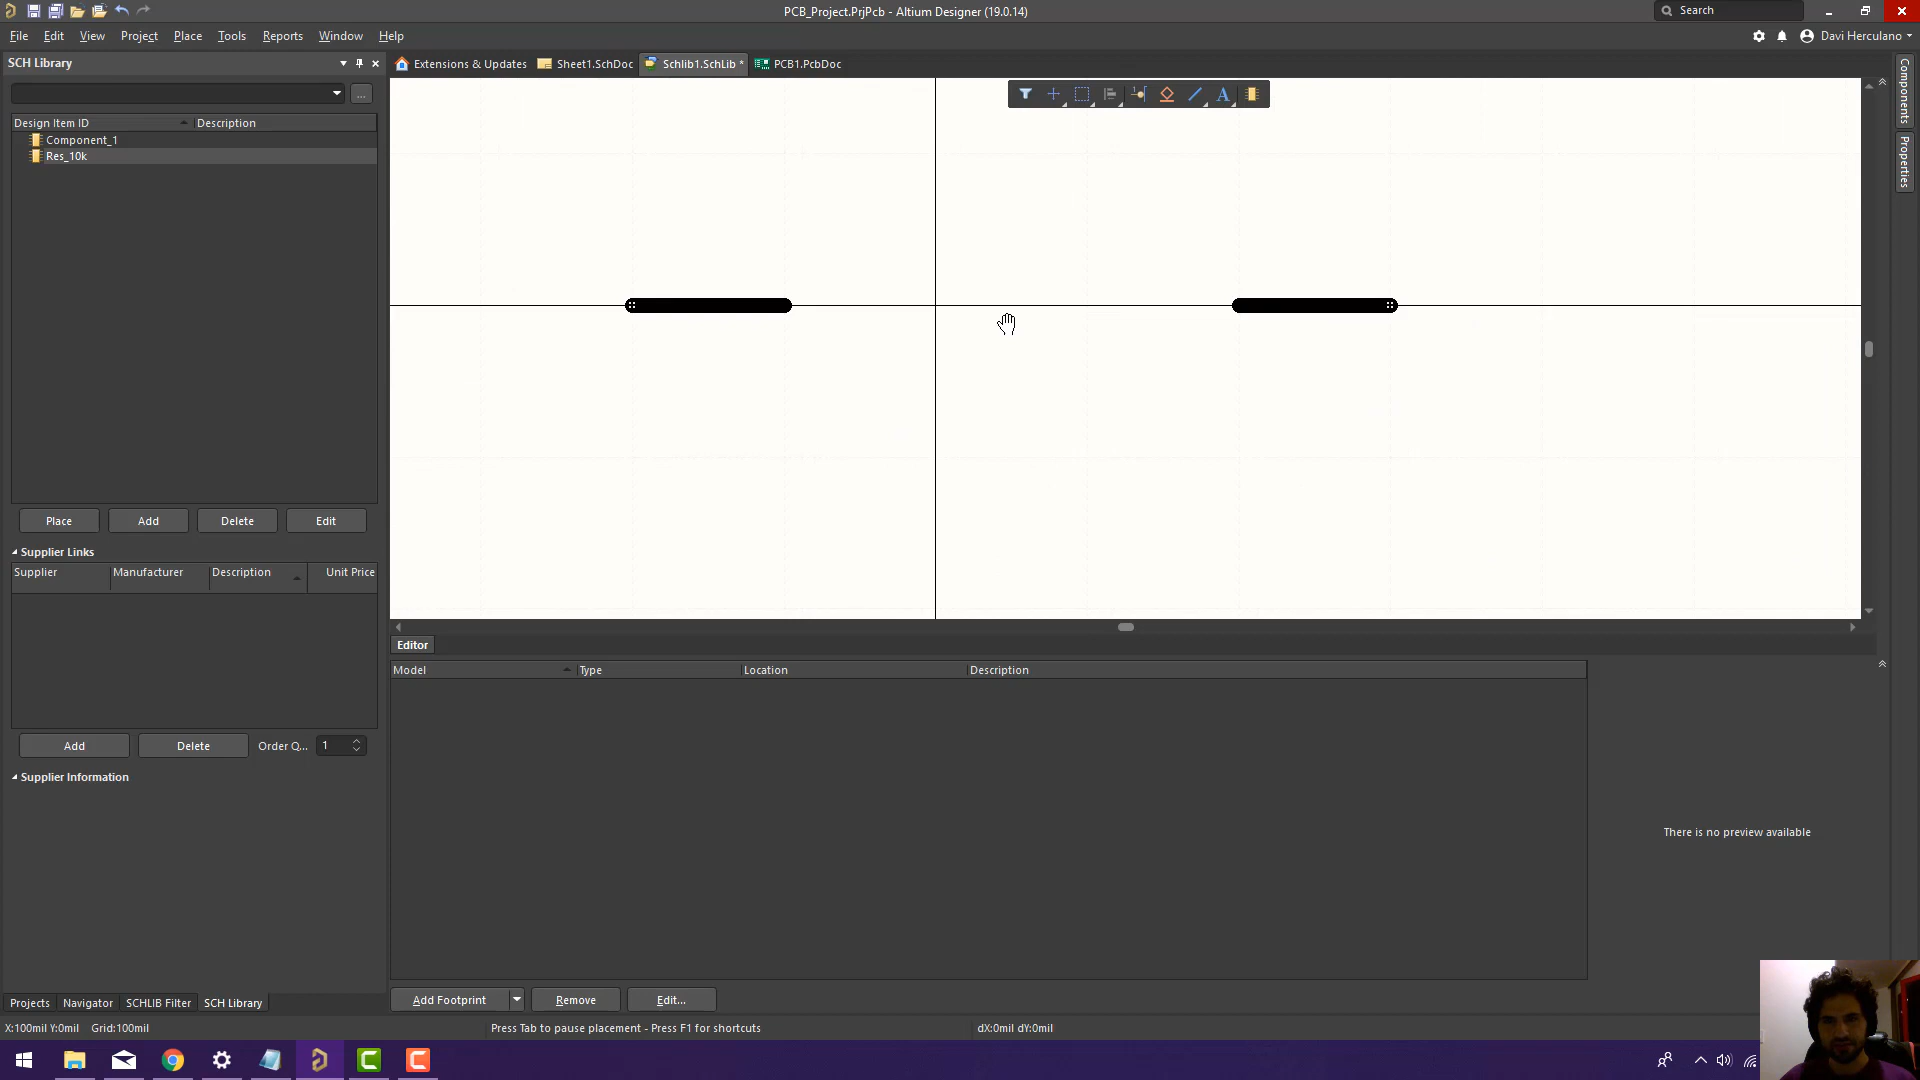 PCB_Project.PrjPcb - Altium Designer (19.0.14)
Search
File Edit View Project Place Tools Reports Window Help
Davi Herculano
SCH Library
Extensions & Updates
Sheet1.SchDoc
Schlib1.SchLib *
PCB1.PcbDoc
...
A
Components
Properties
Design Item ID Description
Component_1
Res_10k
Place Add Delete Edit
Supplier Links
Supplier Manufacturer Description Unit Price
Add Delete Order Q... 1
Supplier Information
Editor
Model Type Location Description
There is no preview available
Add Footprint Remove Edit...
Projects Navigator SCHLIB Filter SCH Library
X:100mil Y:0mil Grid:100mil
Press Tab to pause placement - Press F1 for shortcuts
dX:0mil dY:0mil